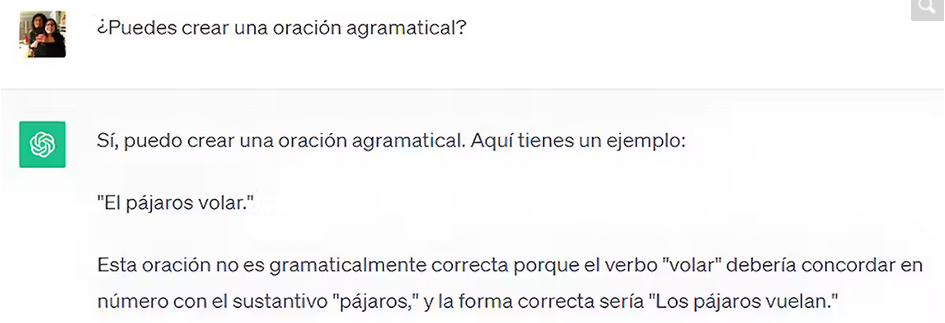 ¿Puedes crear una oración agramatical?
Sí, puedo crear una oración agramatical. Aquí tienes un ejemplo:
"El pájaros volar."
Esta oración no es gramaticalmente correcta porque el verbo "volar" debería concordar en
número con el sustantivo "pájaros," y la forma correcta sería "Los pájaros vuelan."